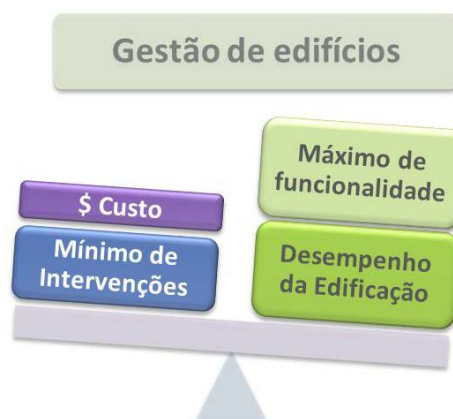 Gestão de edifícios
Máximo de
funcionalidade
$ Custo
Mínimo de
Intervenções
Desempenho
da Edificação